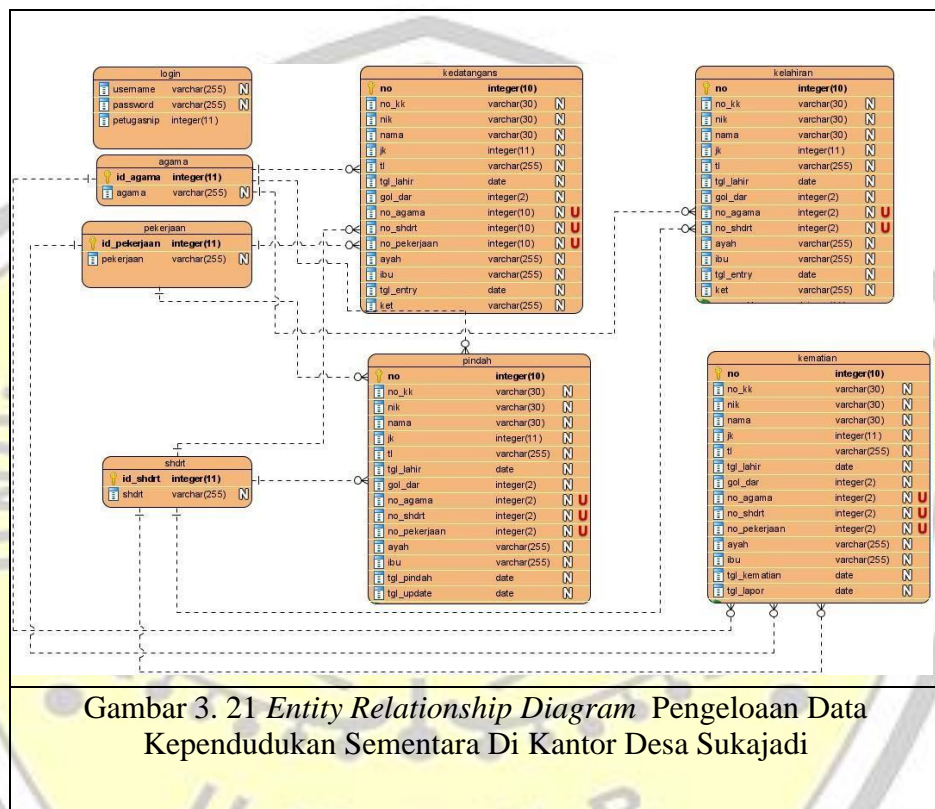 login
username varchar(255) N
password varchar(255) N
petugasnip integer(11)
agama
id_agama integer(11)
agama varchar(255) N
pekerjaan
id_pekerjaan integer(11)
pekerjaan varchar(255) N
shdrt
id_shdrt integer(11)
shdrt varchar(255) N
kedatangans
no integer(10)
no_kk varchar(30) N
nik varchar(30) N
nama varchar(30) N
jk integer(11) N
tl varchar(255) N
tgl_lahir date N
gol_dar integer(2) N
no_agama integer(10) N U
no_shdrt integer(10) N U
no_pekerjaan integer(10) N U
ayah varchar(255) N
ibu varchar(255) N
tgl_entry date N
ket varchar(255) N
pindah
no integer(10)
no_kk varchar(30) N
nik varchar(30) N
nama varchar(30) N
jk integer(11) N
tl varchar(255) N
tgl_lahir date N
gol_dar integer(2) N
no_agama integer(2) N U
no_shdrt integer(2) N U
no_pekerjaan integer(2) N U
ayah varchar(255) N
ibu varchar(255) N
tgl_pindah date N
tgl_update date N
kelahiran
no integer(10)
no_kk varchar(30) N
nik varchar(30) N
nama varchar(30) N
jk integer(11) N
tl varchar(255) N
tgl_lahir date N
gol_dar integer(2) N
no_agama integer(2) N U
no_shdrt integer(2) N U
ayah varchar(255) N
ibu varchar(255) N
tgl_entry date N
ket varchar(255) N
kematian
no integer(10)
no_kk varchar(30) N
nik varchar(30) N
nama varchar(30) N
jk integer(11) N
tl varchar(255) N
tgl_lahir date N
gol_dar integer(2) N
no_agama integer(2) N U
no_shdrt integer(2) N U
no_pekerjaan integer(2) N U
ayah varchar(255) N
ibu varchar(255) N
tgl_kematian date N
tgl_lapor date N
Gambar 3. 21 Entity Relationship Diagram Pengeloaan Data
Kependudukan Sementara Di Kantor Desa Sukajadi